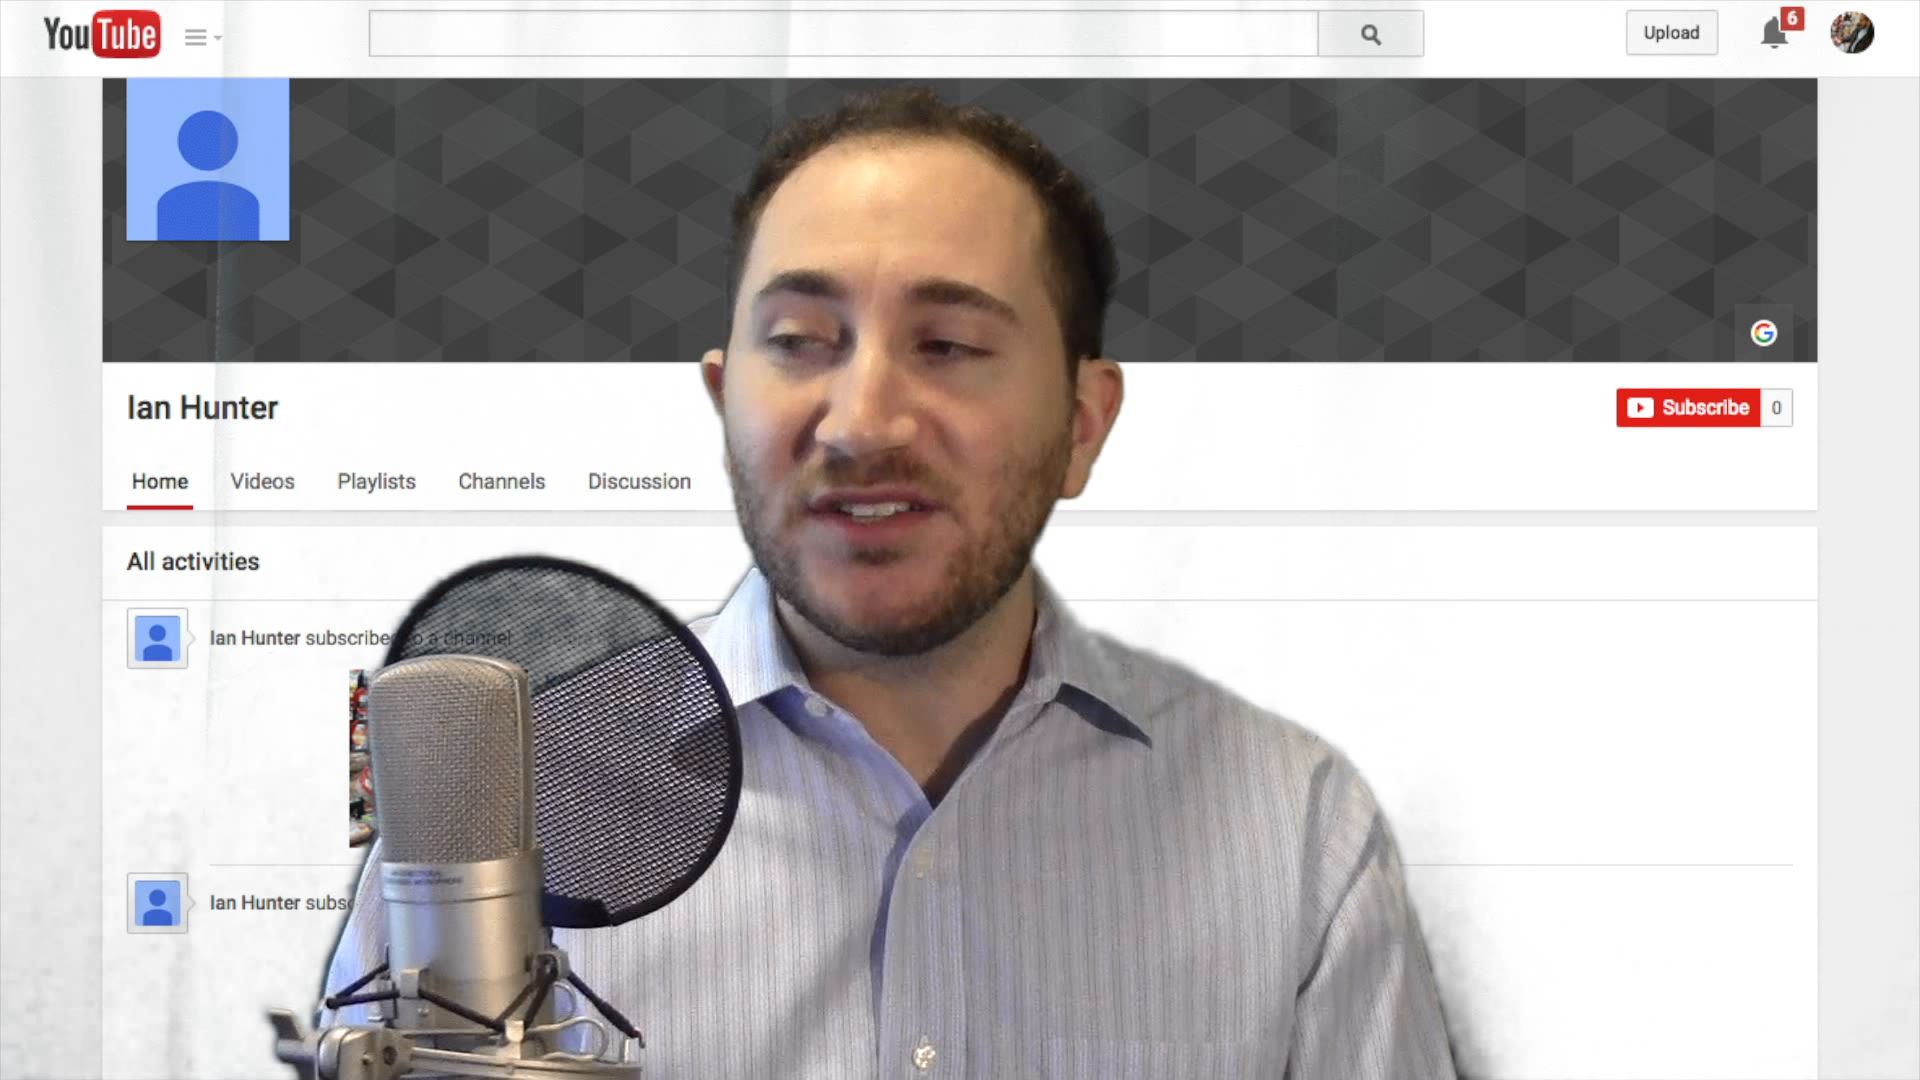 YouTube
Upload
6
Ian Hunter
Subscribe 0
Home Videos Playlists Channels Discussion
All activities
Ian Hunter subscribed to a channel
Ian Hunter subsc